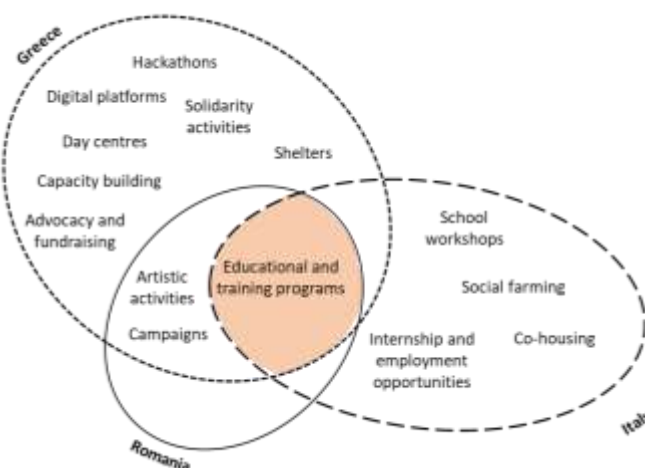 Greece
Hackathons
Digital platforms
Solidarity
activities
Day centres
Shelters
Capacity building
Advocacy and
fundraising
School
workshops
Educational and
training programs
Artistic
activities
Social farming
Campaigns
Internship and
employment
opportunities
Co-housing
Romania